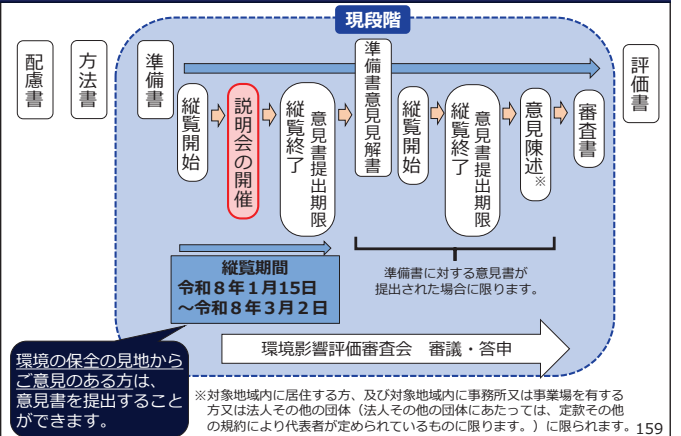 現段階
配慮書
方法書
準備書
縦覧開始
説明会の開催
縦覧終了
意見書提出期限
準備書意見見解書
縦覧開始
縦覧終了
意見書提出期限
意見陳述※
審査書
評価書
縦覧期間
令和８年１月15日
～令和８年３月２日
準備書に対する意見書が
提出された場合に限ります。
環境影響評価審査会　審議・答申
環境の保全の見地から
ご意見のある方は、
意見書を提出すること
ができます。
※対象地域内に居住する方、及び対象地域内に事務所又は事業場を有する
方又は法人その他の団体（法人その他の団体にあたっては、定款その他
の規約により代表者が定められているものに限ります。）に限られます。
159